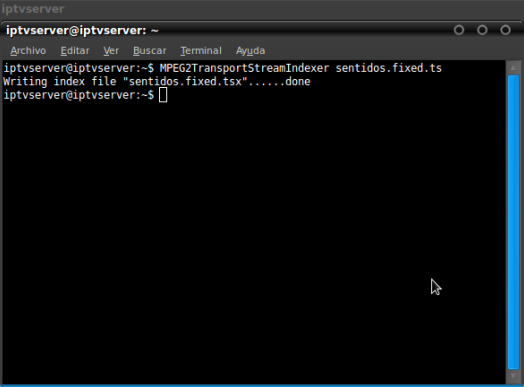 iptvserver
iptvserver@iptvserver: ~
Archivo Editar Ver Buscar Terminal Ayuda
iptvserver@iptvserver:~$ MPEG2TransportStreamIndexer sentidos.fixed.ts
Writing index file "sentidos.fixed.tsx"......done
iptvserver@iptvserver:~$